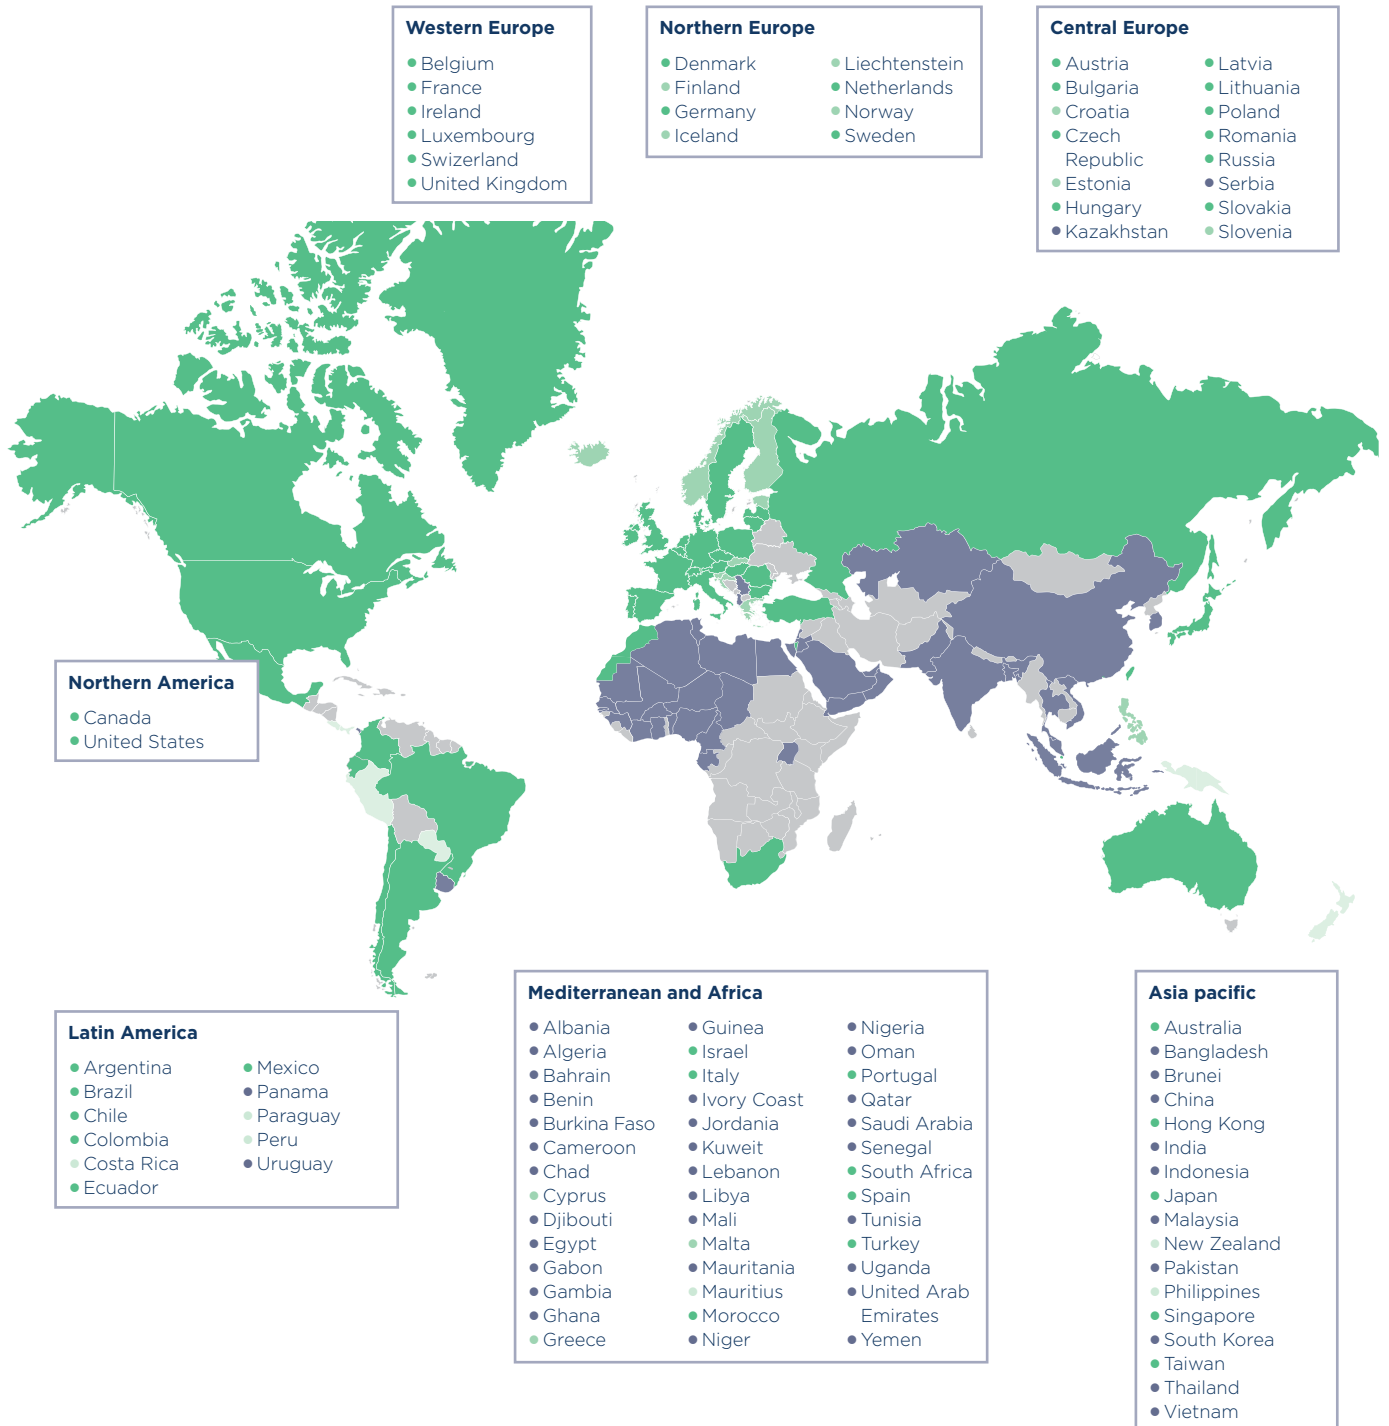 Western Europe
Belgium
France
Ireland
Luxembourg
Swizerland
United Kingdom
Northern Europe
Denmark
Finland
Germany
Iceland
Liechtenstein
Netherlands
Norway
Sweden
Central Europe
Austria
Bulgaria
Croatia
Czech
Republic
Estonia
Hungary
Kazakhstan
Latvia
Lithuania
Poland
Romania
Russia
Serbia
Slovakia
Slovenia
Northern America
Canada
United States
Latin America
Argentina
Brazil
Chile
Colombia
Costa Rica
Ecuador
Mexico
Panama
Paraguay
Peru
Uruguay
Mediterranean and Africa
Albania
Algeria
Bahrain
Benin
Burkina Faso
Cameroon
Chad
Cyprus
Djibouti
Egypt
Gabon
Gambia
Ghana
Greece
Guinea
Israel
Italy
Ivory Coast
Jordania
Kuweit
Lebanon
Libya
Mali
Malta
Mauritania
Mauritius
Morocco
Niger
Nigeria
Oman
Portugal
Qatar
Saudi Arabia
Senegal
South Africa
Spain
Tunisia
Turkey
Uganda
United Arab
Emirates
Yemen
Asia pacific
Australia
Bangladesh
Brunei
China
Hong Kong
India
Indonesia
Japan
Malaysia
New Zealand
Pakistan
Philippines
Singapore
South Korea
Taiwan
Thailand
Vietnam